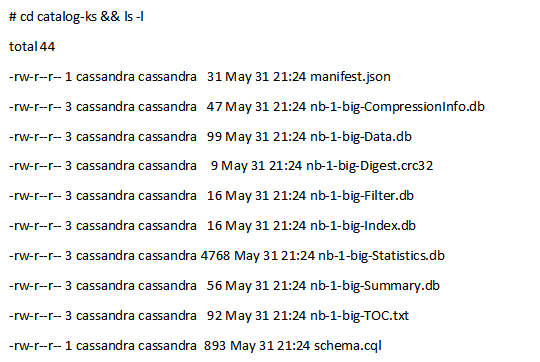 # cd catalog-ks && ls -l
total 44
-rw-r--r-- 1 cassandra cassandra 31 May 31 21:24 manifest.json
-rw-r--r-- 3 cassandra cassandra 47 May 31 21:24 nb-1-big-CompressionInfo.db
-rw-r--r-- 3 cassandra cassandra 99 May 31 21:24 nb-1-big-Data.db
-rw-r--r-- 3 cassandra cassandra 9 May 31 21:24 nb-1-big-Digest.crc32
-rw-r--r-- 3 cassandra cassandra 16 May 31 21:24 nb-1-big-Filter.db
-rw-r--r-- 3 cassandra cassandra 16 May 31 21:24 nb-1-big-Index.db
-rw-r--r-- 3 cassandra cassandra 4768 May 31 21:24 nb-1-big-Statistics.db
-rw-r--r-- 3 cassandra cassandra 56 May 31 21:24 nb-1-big-Summary.db
-rw-r--r-- 3 cassandra cassandra 92 May 31 21:24 nb-1-big-TOC.txt
-rw-r--r-- 1 cassandra cassandra 893 May 31 21:24 schema.cql